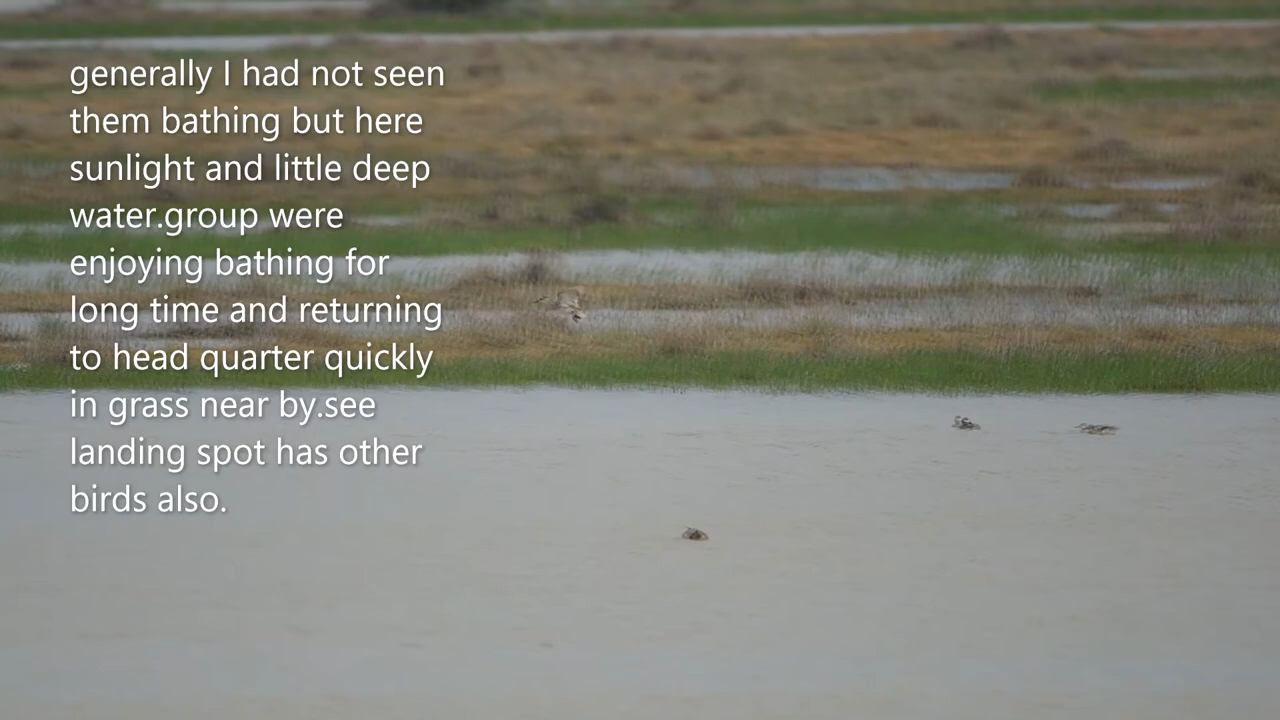 generally I had not seen
them bathing but here
sunlight and little deep
water.group were
enjoying bathing for
long time and returning
to head quarter quickly
in grass near by.see
landing spot has other
birds also.